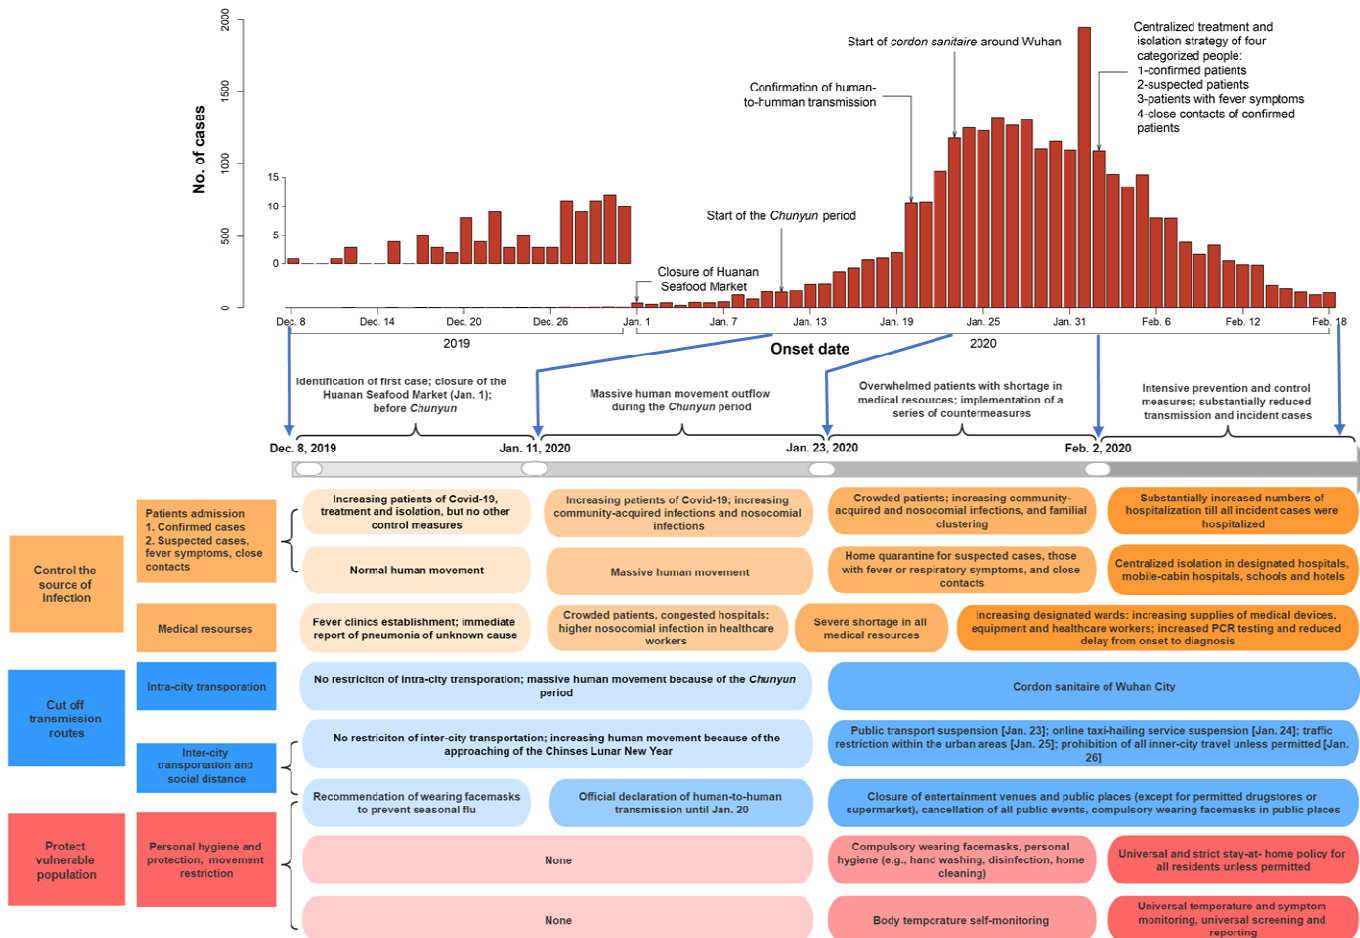 No. of cases
2000
1500
1000
500
0
15
10
5
0
Closure of Huanan
Seafood Market
Start of the Chunyun period
Confirmation of human-
to-humman transmission
Start of cordon sanitaire around Wuhan
Centralized treatment and
isolation strategy of four
categorized people:
1-confirmed patients
2-suspected patients
3-patients with fever symptoms
4-close contacts of confirmed
patients
Dec. 8
Dec. 14
Dec. 20
Dec. 26
Jan. 1
Jan. 7
Jan. 13
Jan. 19
Jan. 25
Jan. 31
Feb. 6
Feb. 12
Feb. 18
2019
Onset date
2020
Identification of first case; closure of the
Huanan Seafood Market (Jan. 1);
before Chunyun
Massive human movement outflow
during the Chunyun period
Overwhelmed patients with shortage in
medical resources; implementation of a
series of countermeasures
Intensive prevention and control
measures; substantially reduced
transmission and incident cases
Dec. 8, 2019
Jan. 11, 2020
Jan. 23, 2020
Feb. 2, 2020
Control the
source of
infection
Patients admission
1. Confirmed cases
2. Suspected cases,
fever symptoms, close
contacts
Increasing patients of Covid-19,
treatment and isolation, but no other
control measures
Increasing patients of Covid-19; increasing
community-acquired infections and nosocomial
infections
Crowded patients; increasing community-
acquired and nosocomial infections, and familial
clustering
Substantially increased numbers of
hospitalization till all incident cases were
hospitalized
Normal human movement
Massive human movement
Home quarantine for suspected cases, those
with fever or respiratory symptoms, and close
contacts
Centralized isolation in designated hospitals,
mobile-cabin hospitals, schools and hotels
Medical resourses
Fever clinics establishment; immediate
report of pneumonia of unknown cause
Crowded patients, congested hospitals;
higher nosocomial infection in healthcare
workers
Severe shortage in all
medical resources
Increasing designated wards; increasing supplies of medical devices,
equipment and healthcare workers; increased PCR testing and reduced
delay from onset to diagnosis
Cut off
transmission
routes
Intra-city transporation
No restriciton of intra-city transporation; massive human movement because of the Chunyun
period
Cordon sanitaire of Wuhan City
Inter-city
transportation and
social distance
No restriciton of inter-city transportation; increasing human movement because of the
approaching of the Chinses Lunar New Year
Public transport suspension [Jan. 23]; online taxi-hailing service suspension [Jan. 24]; traffic
restriction within the urban areas [Jan. 25]; prohibition of all inner-city travel unless permitted [Jan.
26]
Recommendation of wearing facemasks
to prevent seasonal flu
Official declaration of human-to-human
transmission until Jan. 20
Closure of entertainment venues and public places (except for permitted drugstores or
supermarket), cancellation of all public events, compulsory wearing facemasks in public places
Protect
vulnerable
population
Personal hygiene and
protection, movement
restriction
None
Compulsory wearing facemasks, personal
hygiene (e.g., hand washing, disinfection, home
cleaning)
Universal and strict stay-at- home policy for
all residents unless permitted
None
Body temporature self-monitoring
Universal temperature and symptom
monitoring, universal screening and
reporting